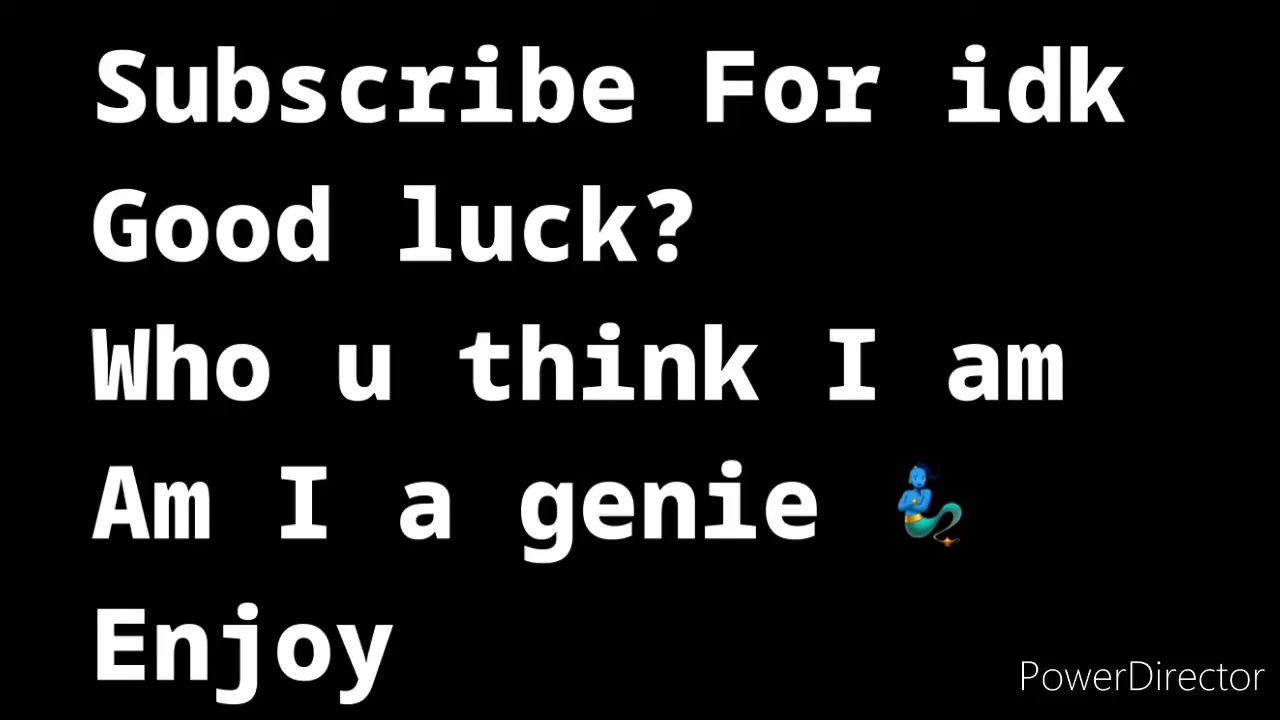 Subscribe For idk
Good luck?
Who u think I am
Am I a genie 🧞‍♂️
Enjoy
PowerDirector